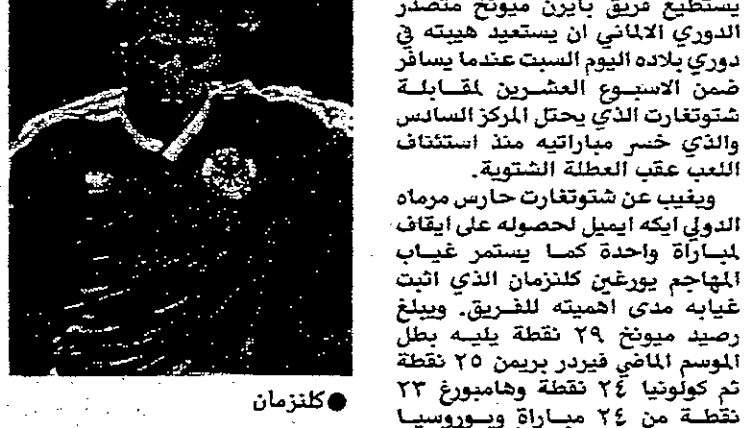 يستطيع فريق بايرن ميونخ متصدر
الدوري الالماني ان يستعيد هيبته في
دوري بلاده اليوم السبت عندما يسافر
ضمن الاسبوع العشرين لمقابلة
شتوتغارت الذي يحتل المركز السادس
والذي خسر مباراتيه منذ استئناف
اللعب عقب العطلة الشتوية.
ويغيب عن شتوتغارت حارس مرماه
الدولي ايكه ايميل لحصوله على ايقاف
لمباراة واحدة كما يستمر غياب
المهاجم يورغين كلنزمان الذي اثبت
غيابه مدى اهميته للفريق. ويبلغ
رصيد ميونخ ٢٩ نقطة يليه بطل
الموسم الماضي فيردر بريمن ٢٥ نقطة
ثم كولونيا ٢٤ نقطة وهامبورغ ٢٣
نقطة من ٢٤ مباراة وبوروسيا
●كلنزمان